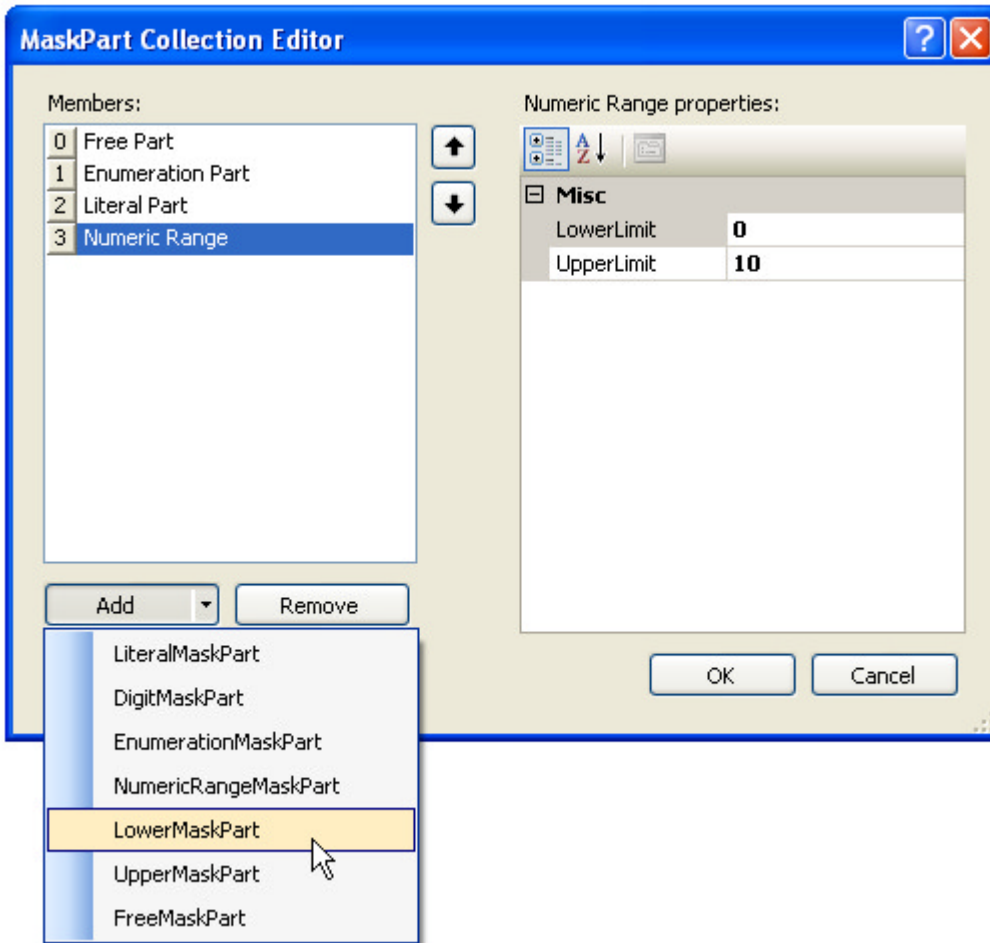 MaskPart Collection Editor
Members:
0 Free Part
1 Enumeration Part
2 Literal Part
3 Numeric Range
Add
Remove
LiteralMaskPart
DigitMaskPart
EnumerationMaskPart
NumericRangeMaskPart
LowerMaskPart
UpperMaskPart
FreeMaskPart
Numeric Range properties:
Misc
LowerLimit 0
UpperLimit 10
OK
Cancel